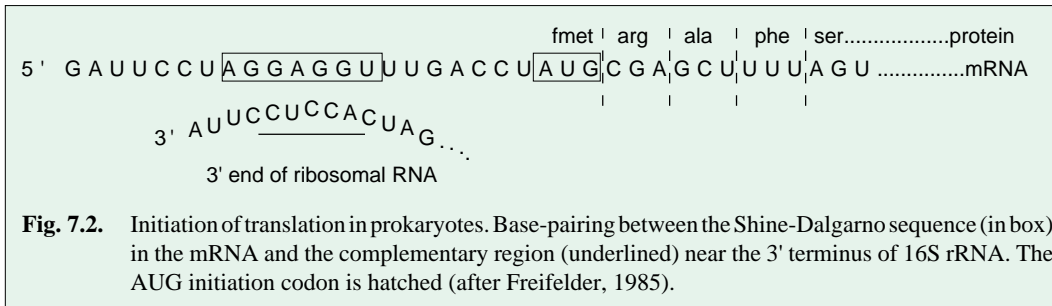 fmet arg ala phe ser..................protein
5' G A U U C C U A G G A G G U U U G A C C U A U G C G A G C U U U U A G U ...............mRNA
3' A U U C C U C C A C U A G . . . .
3' end of ribosomal RNA
Fig. 7.2. Initiation of translation in prokaryotes. Base-pairing between the Shine-Dalgarno sequence (in box)
in the mRNA and the complementary region (underlined) near the 3' terminus of 16S rRNA. The
AUG initiation codon is hatched (after Freifelder, 1985).